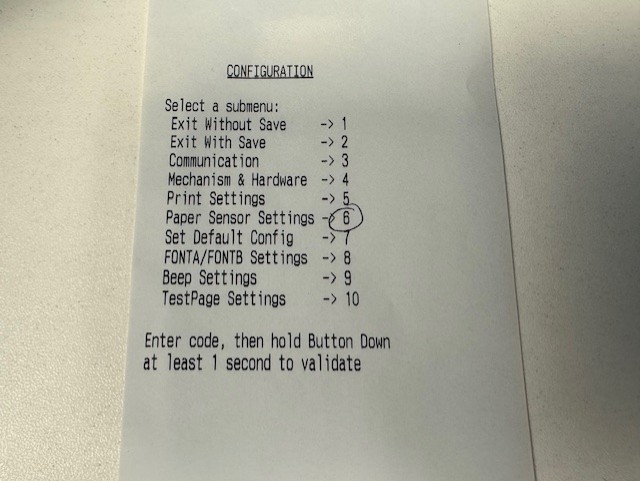 CONFIGURATION
Select a submenu:
Exit Without Save -> 1
Exit With Save -> 2
Communication -> 3
Mechanism & Hardware -> 4
Print Settings -> 5
Paper Sensor Settings -> 6
Set Default Config -> 7
FONTA/FONTB Settings -> 8
Beep Settings -> 9
TestPage Settings -> 10
Enter code, then hold Button Down
at least 1 second to validate